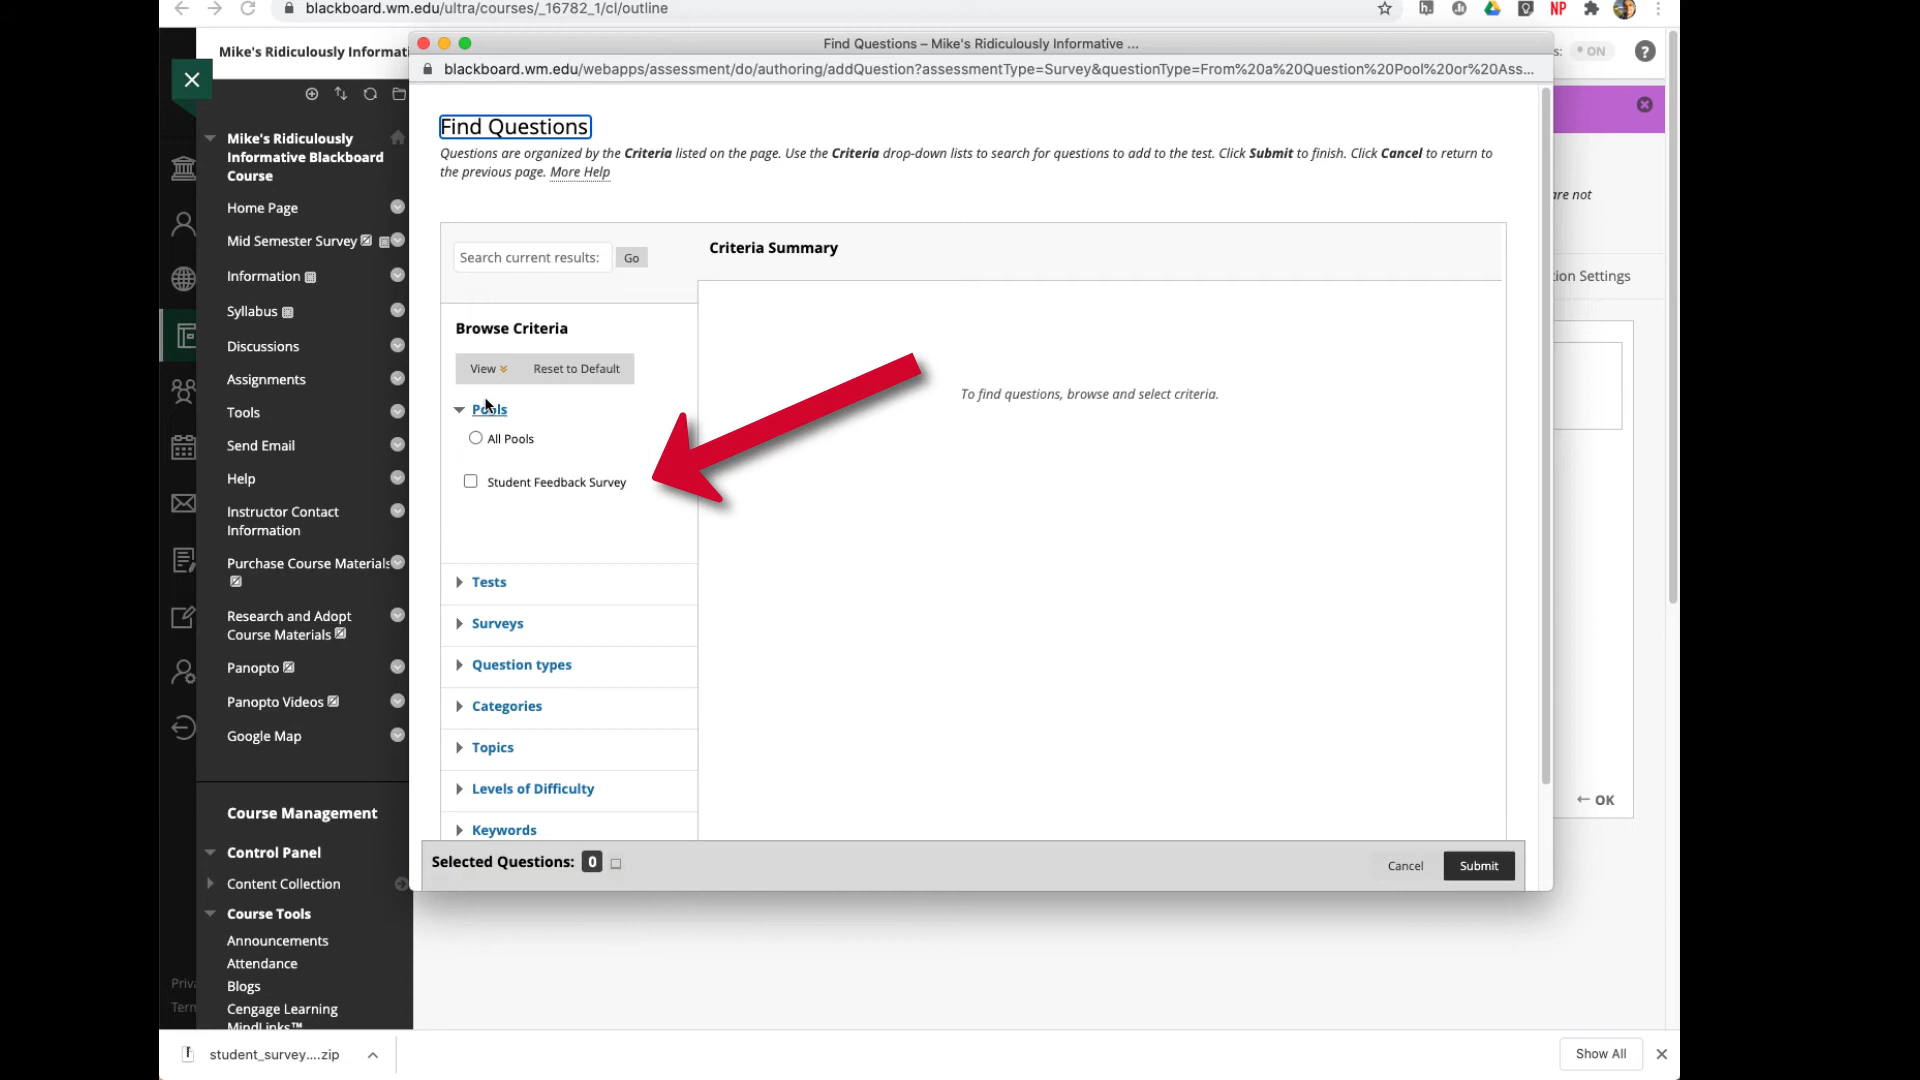 blackboard.wm.edu/ultra/courses/_16782_1/cl/outline
NP
Mike's Ridiculously Informati
Find Questions – Mike's Ridiculously Informative ...
s:
ON
?
blackboard.wm.edu/webapps/assessment/do/authoring/addQuestion?assessmentType=Survey&questionType=From%20a%20Question%20Pool%20or%20Ass...
Mike's Ridiculously
Informative Blackboard
Course
Home Page
Mid Semester Survey
Information
Syllabus
Discussions
Assignments
Tools
Send Email
Help
Instructor Contact
Information
Purchase Course Materials
Research and Adopt
Course Materials
Panopto
Panopto Videos
Google Map
Course Management
Control Panel
Content Collection
Course Tools
Announcements
Attendance
Blogs
Cengage Learning
MindLinks™
Priva
Term
Find Questions
Questions are organized by the Criteria listed on the page. Use the Criteria drop-down lists to search for questions to add to the test. Click Submit to finish. Click Cancel to return to
the previous page. More Help
Search current results:
Go
Criteria Summary
Browse Criteria
View
Reset to Default
Pools
All Pools
Student Feedback Survey
To find questions, browse and select criteria.
Tests
Surveys
Question types
Categories
Topics
Levels of Difficulty
Keywords
Selected Questions: 0
Cancel
Submit
are not
ion Settings
← OK
student_survey....zip
Show All